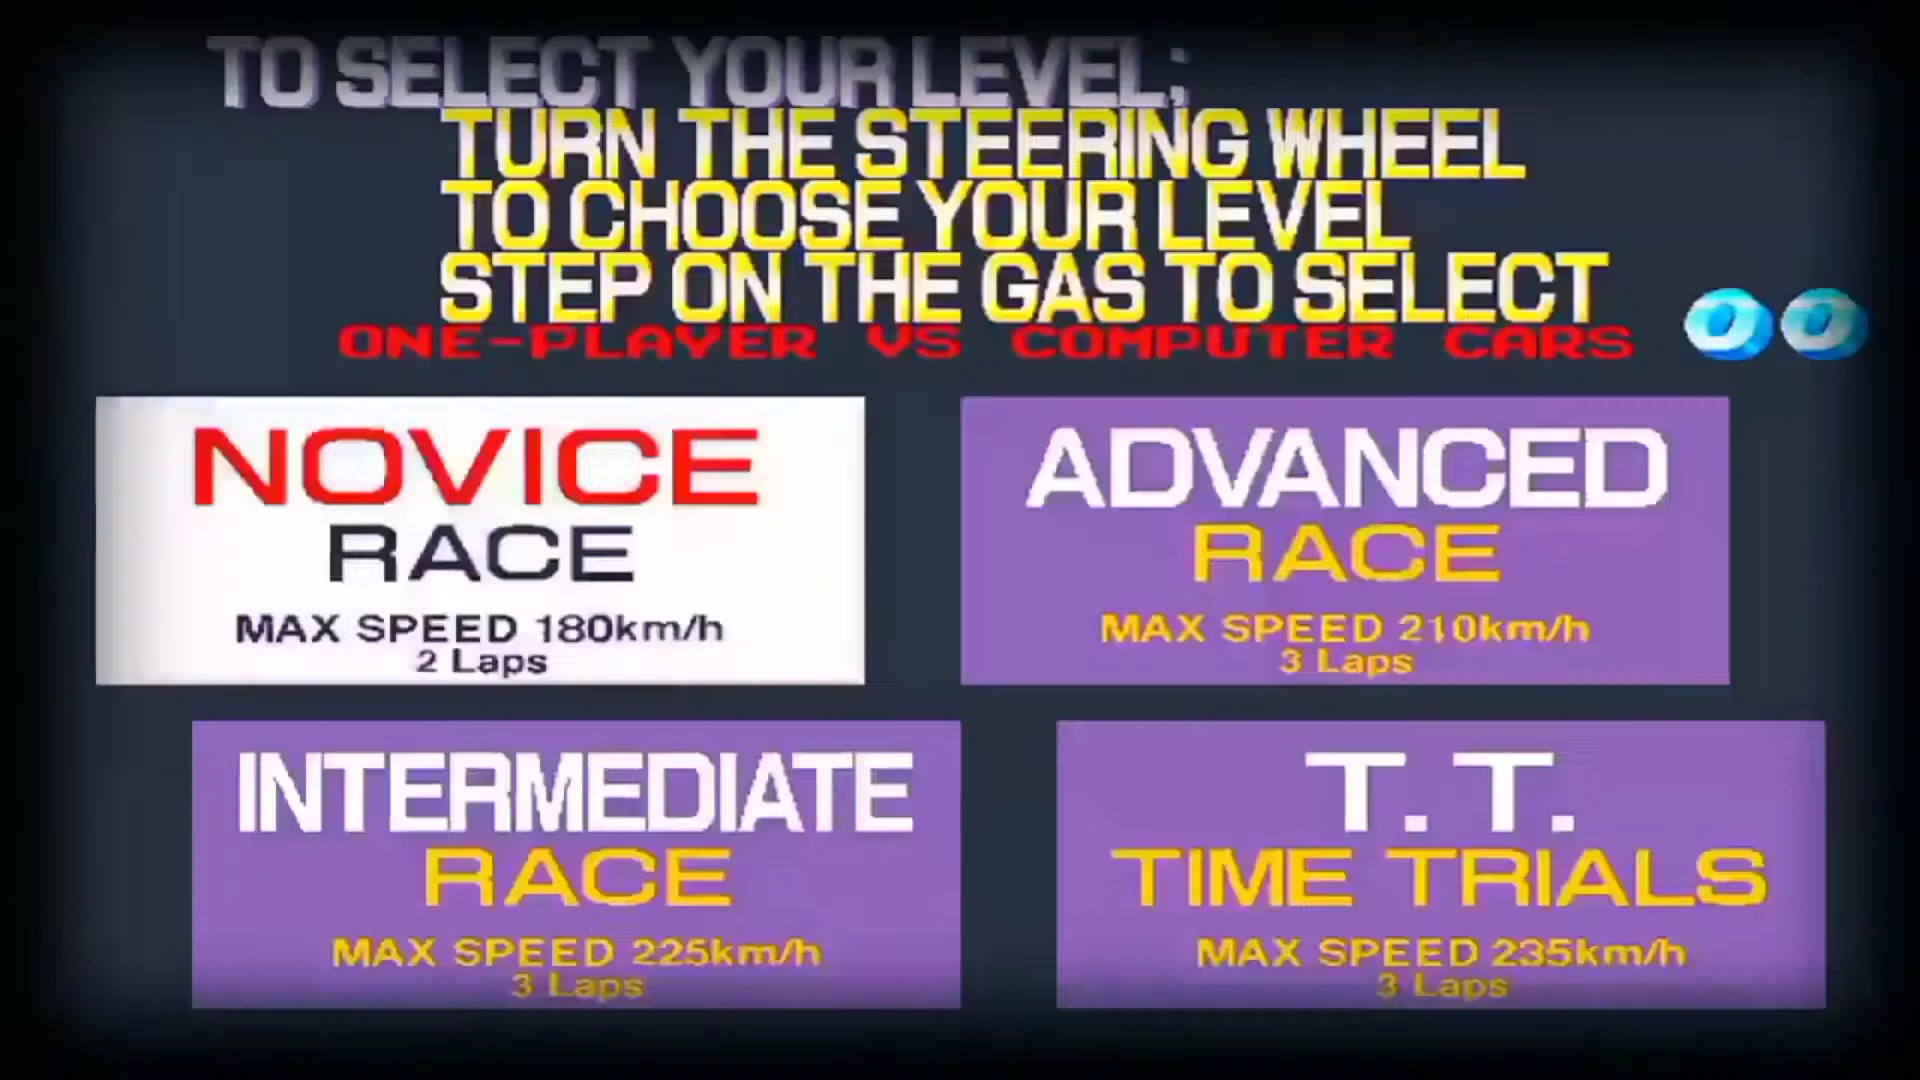 TO SELECT YOUR LEVEL;
TURN THE STEERING WHEEL
TO CHOOSE YOUR LEVEL
STEP ON THE GAS TO SELECT
ONE-PLAYER VS COMPUTER CARS
00
NOVICE
RACE
MAX SPEED 180km/h
2 Laps
ADVANCED
RACE
MAX SPEED 210km/h
3 Laps
INTERMEDIATE
RACE
MAX SPEED 225km/h
3 Laps
T.T.
TIME TRIALS
MAX SPEED 235km/h
3 Laps